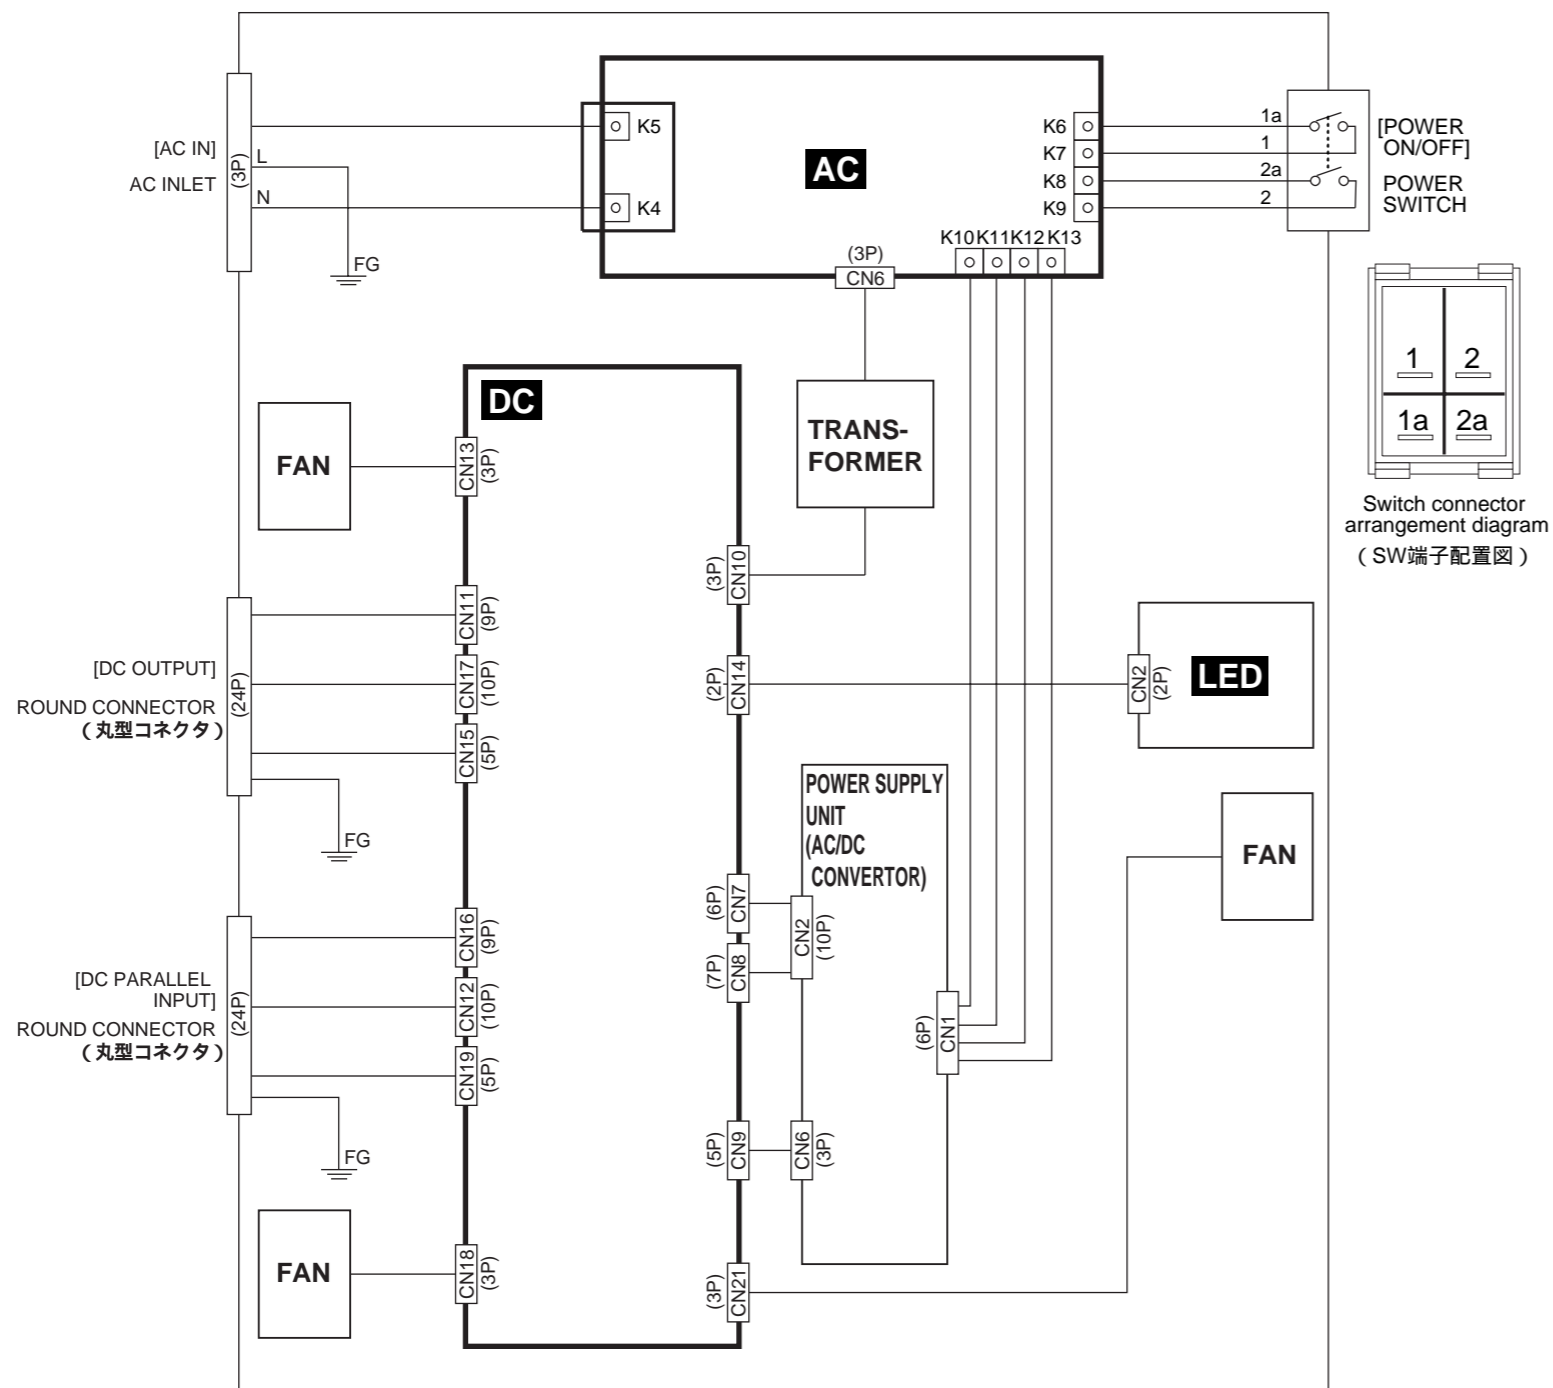 [AC IN]
AC INLET
(3P)
L
N
FG
K5
K4
AC
K6
K7
K8
K9
K10 K11 K12 K13
(3P)
CN6
1a
1
2a
2
[POWER
ON/OFF]
POWER
SWITCH
1
2
1a
2a
Switch connector
arrangement diagram
( SW端子配置図 )
DC
FAN
CN13
(3P)
TRANS-
FORMER
(3P)
CN10
[DC OUTPUT]
ROUND CONNECTOR
( 丸型コネクタ )
(24P)
CN11
(9P)
CN17
(10P)
CN15
(5P)
FG
(2P)
CN14
CN2
(2P)
LED
POWER SUPPLY
UNIT
(AC/DC
CONVERTOR)
(6P)
CN7
(7P)
CN8
CN2
(10P)
FAN
[DC PARALLEL
INPUT]
ROUND CONNECTOR
( 丸型コネクタ )
(24P)
CN16
(9P)
CN12
(10P)
CN19
(5P)
FG
(6P)
CN1
(5P)
CN9
CN6
(3P)
FAN
CN18
(3P)
(3P)
CN21